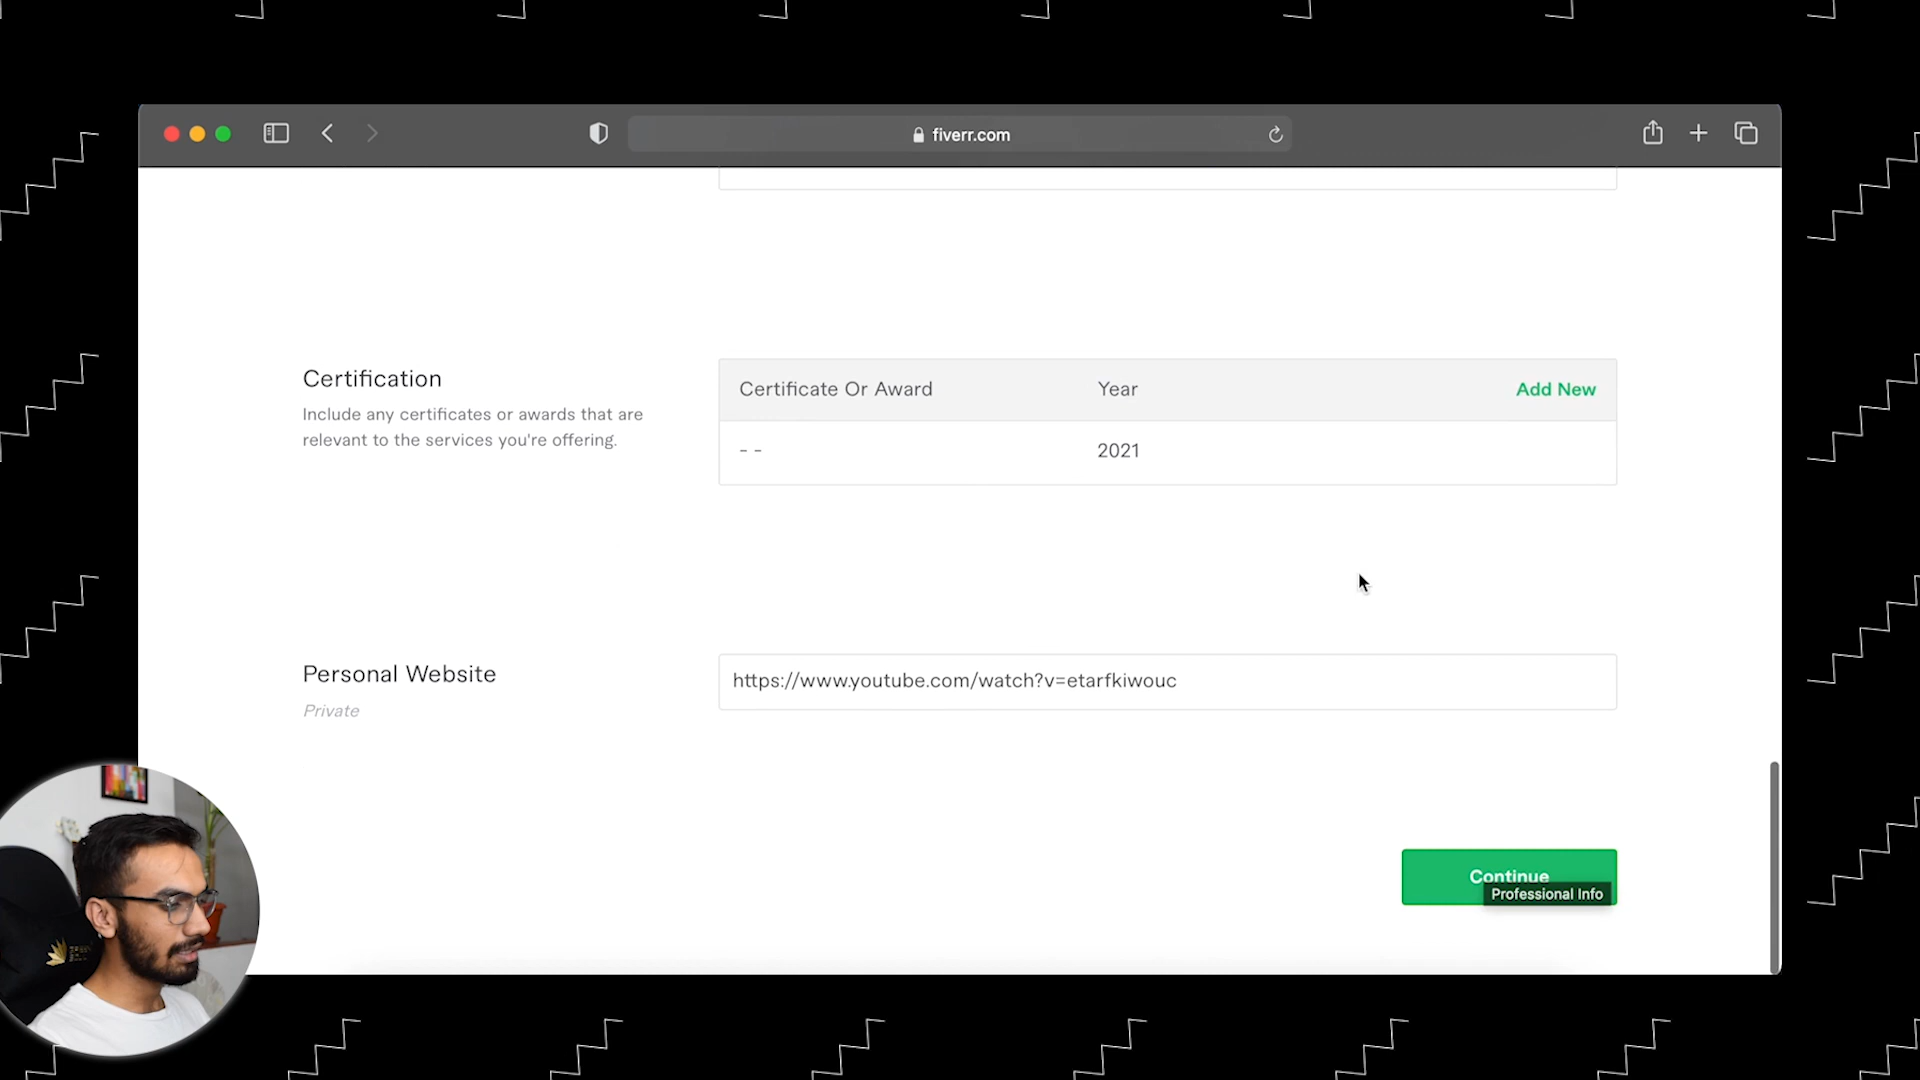 fiverr.com
Certification
Include any certificates or awards that are
relevant to the services you're offering.
Certificate Or Award Year Add New
- - 2021
Personal Website
Private
https://www.youtube.com/watch?v=etarfkiwouc
Continue
Professional Info